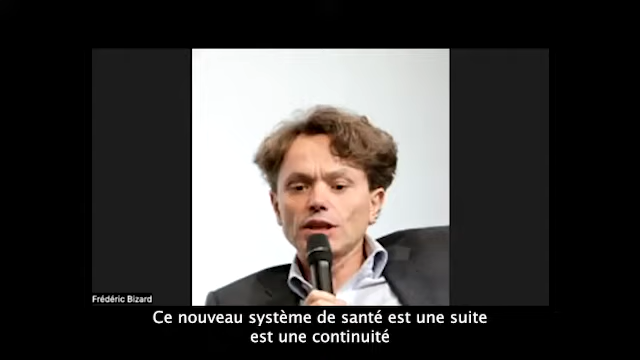 Frédéric Bizard
Ce nouveau système de santé est une suite
est une continuité